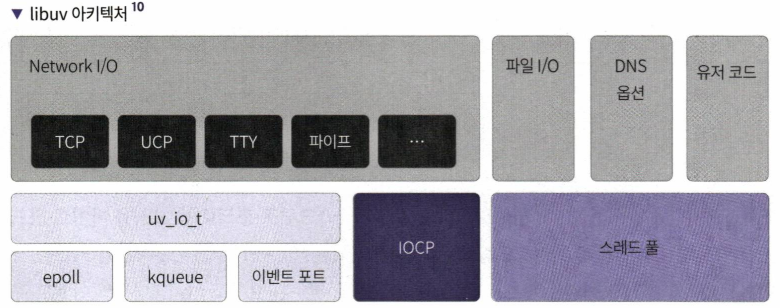 ▼ libuv 아키텍처 10
Network I/O
파일 I/O
DNS
옵션
유저 코드
TCP
UCP
TTY
파이프
…
uv_io_t
IOCP
스레드 풀
epoll
kqueue
이벤트 포트